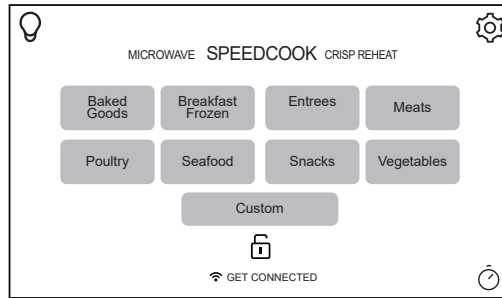 MICROWAVE SPEEDCOOK CRISP REHEAT
Baked
Goods
Breakfast
Frozen
Entrees
Meats
Poultry
Seafood
Snacks
Vegetables
Custom
GET CONNECTED